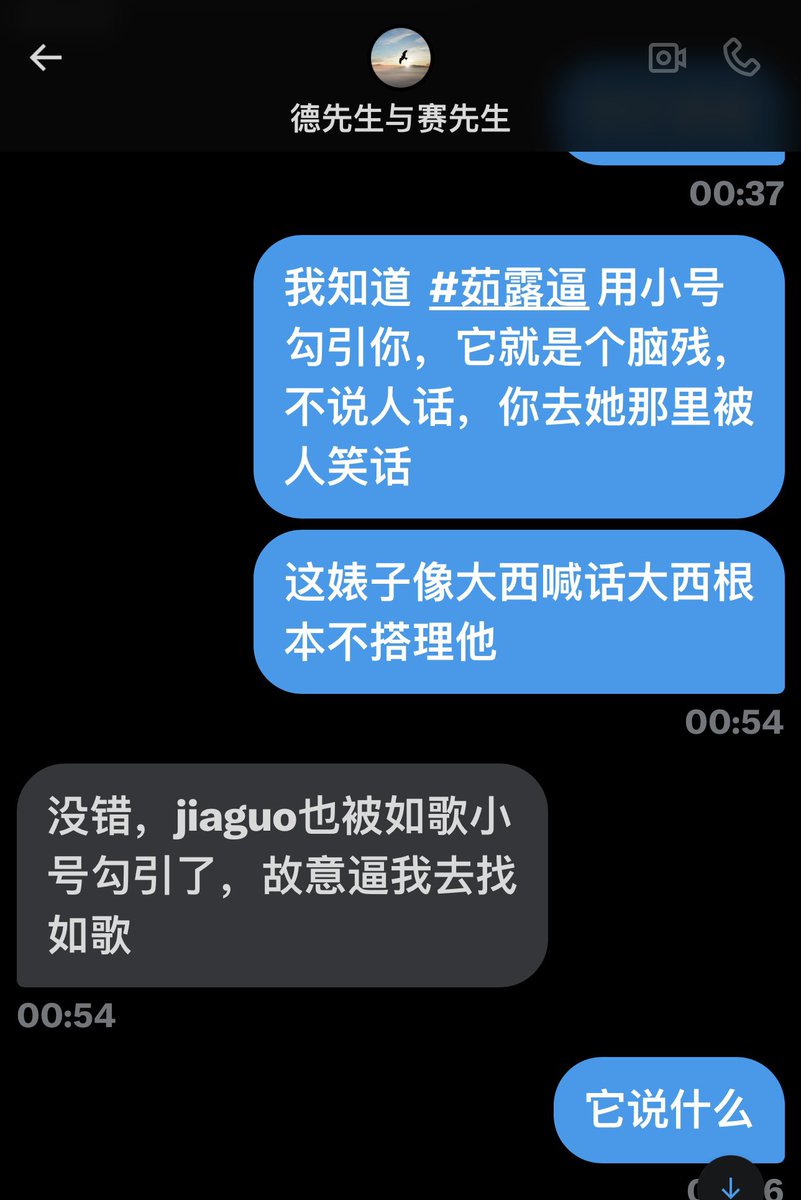 德先生与赛先生
00:37
我知道 #茹露逼 用小号
勾引你，它就是个脑残，
不说人话，你去她那里被
人笑话
这婊子像大西喊话大西根
本不搭理他
00:54
没错，jiaguo也被如歌小
号勾引了，故意逼我去找
如歌
00:54
它说什么